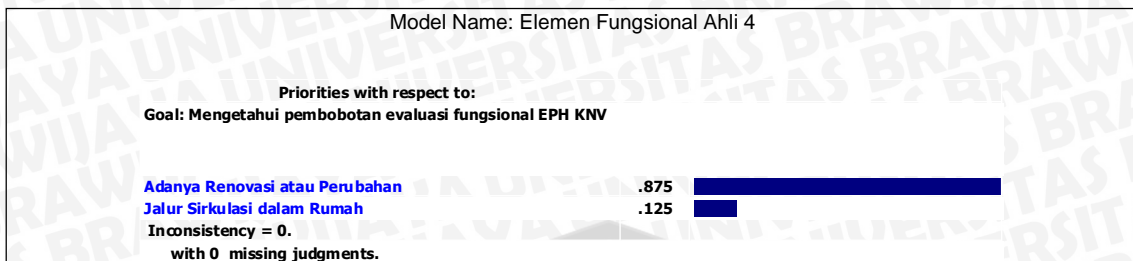 Model Name: Elemen Fungsional Ahli 4
Priorities with respect to:
Goal: Mengetahui pembobotan evaluasi fungsional EPH KNV
Adanya Renovasi atau Perubahan .875
Jalur Sirkulasi dalam Rumah .125
Inconsistency = 0.
with 0 missing judgments.